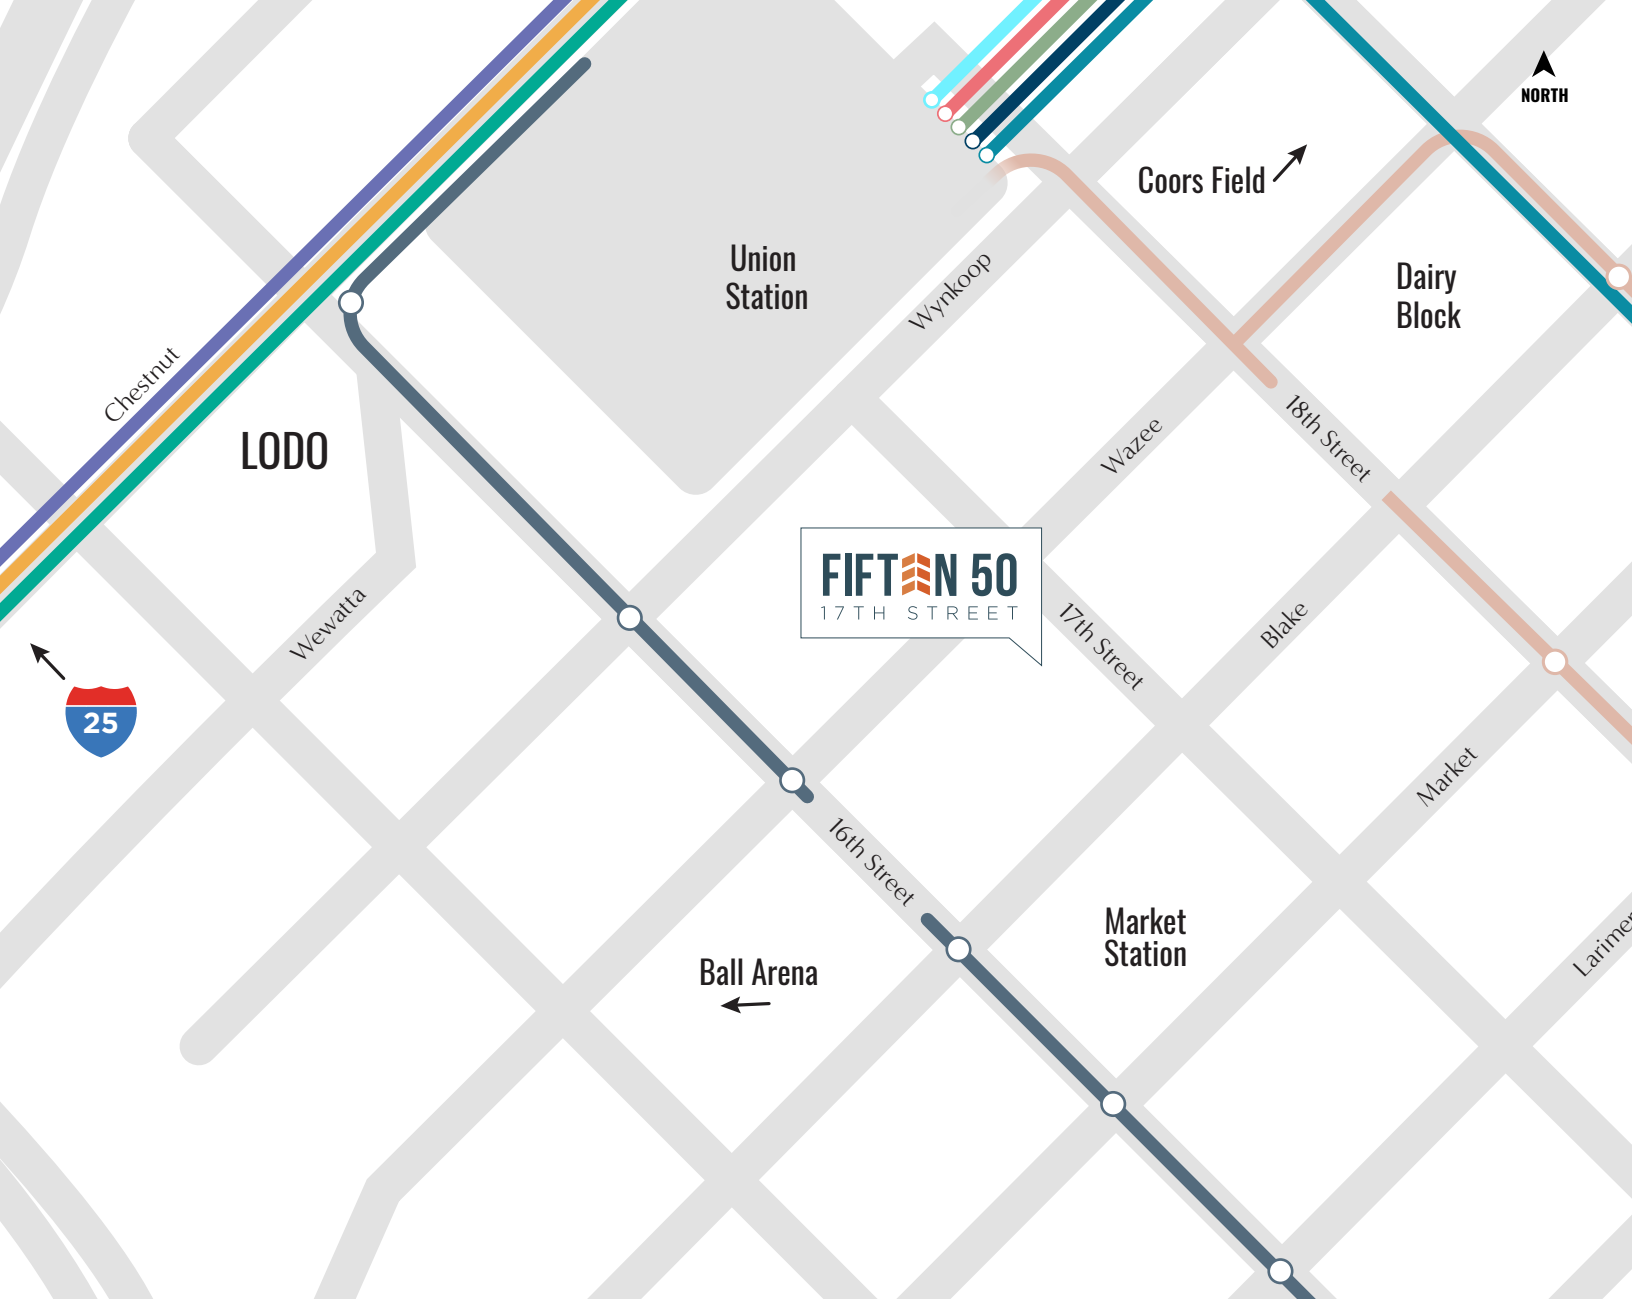 NORTH
Coors Field
Union
Station
Wynkoop
Dairy
Block
Chestnut
LODO
18th Street
Wazee
FIFTEEN 50
17TH STREET
17th Street
Blake
Wewatta
25
Market
16th Street
Market
Station
Larimer
Ball Arena